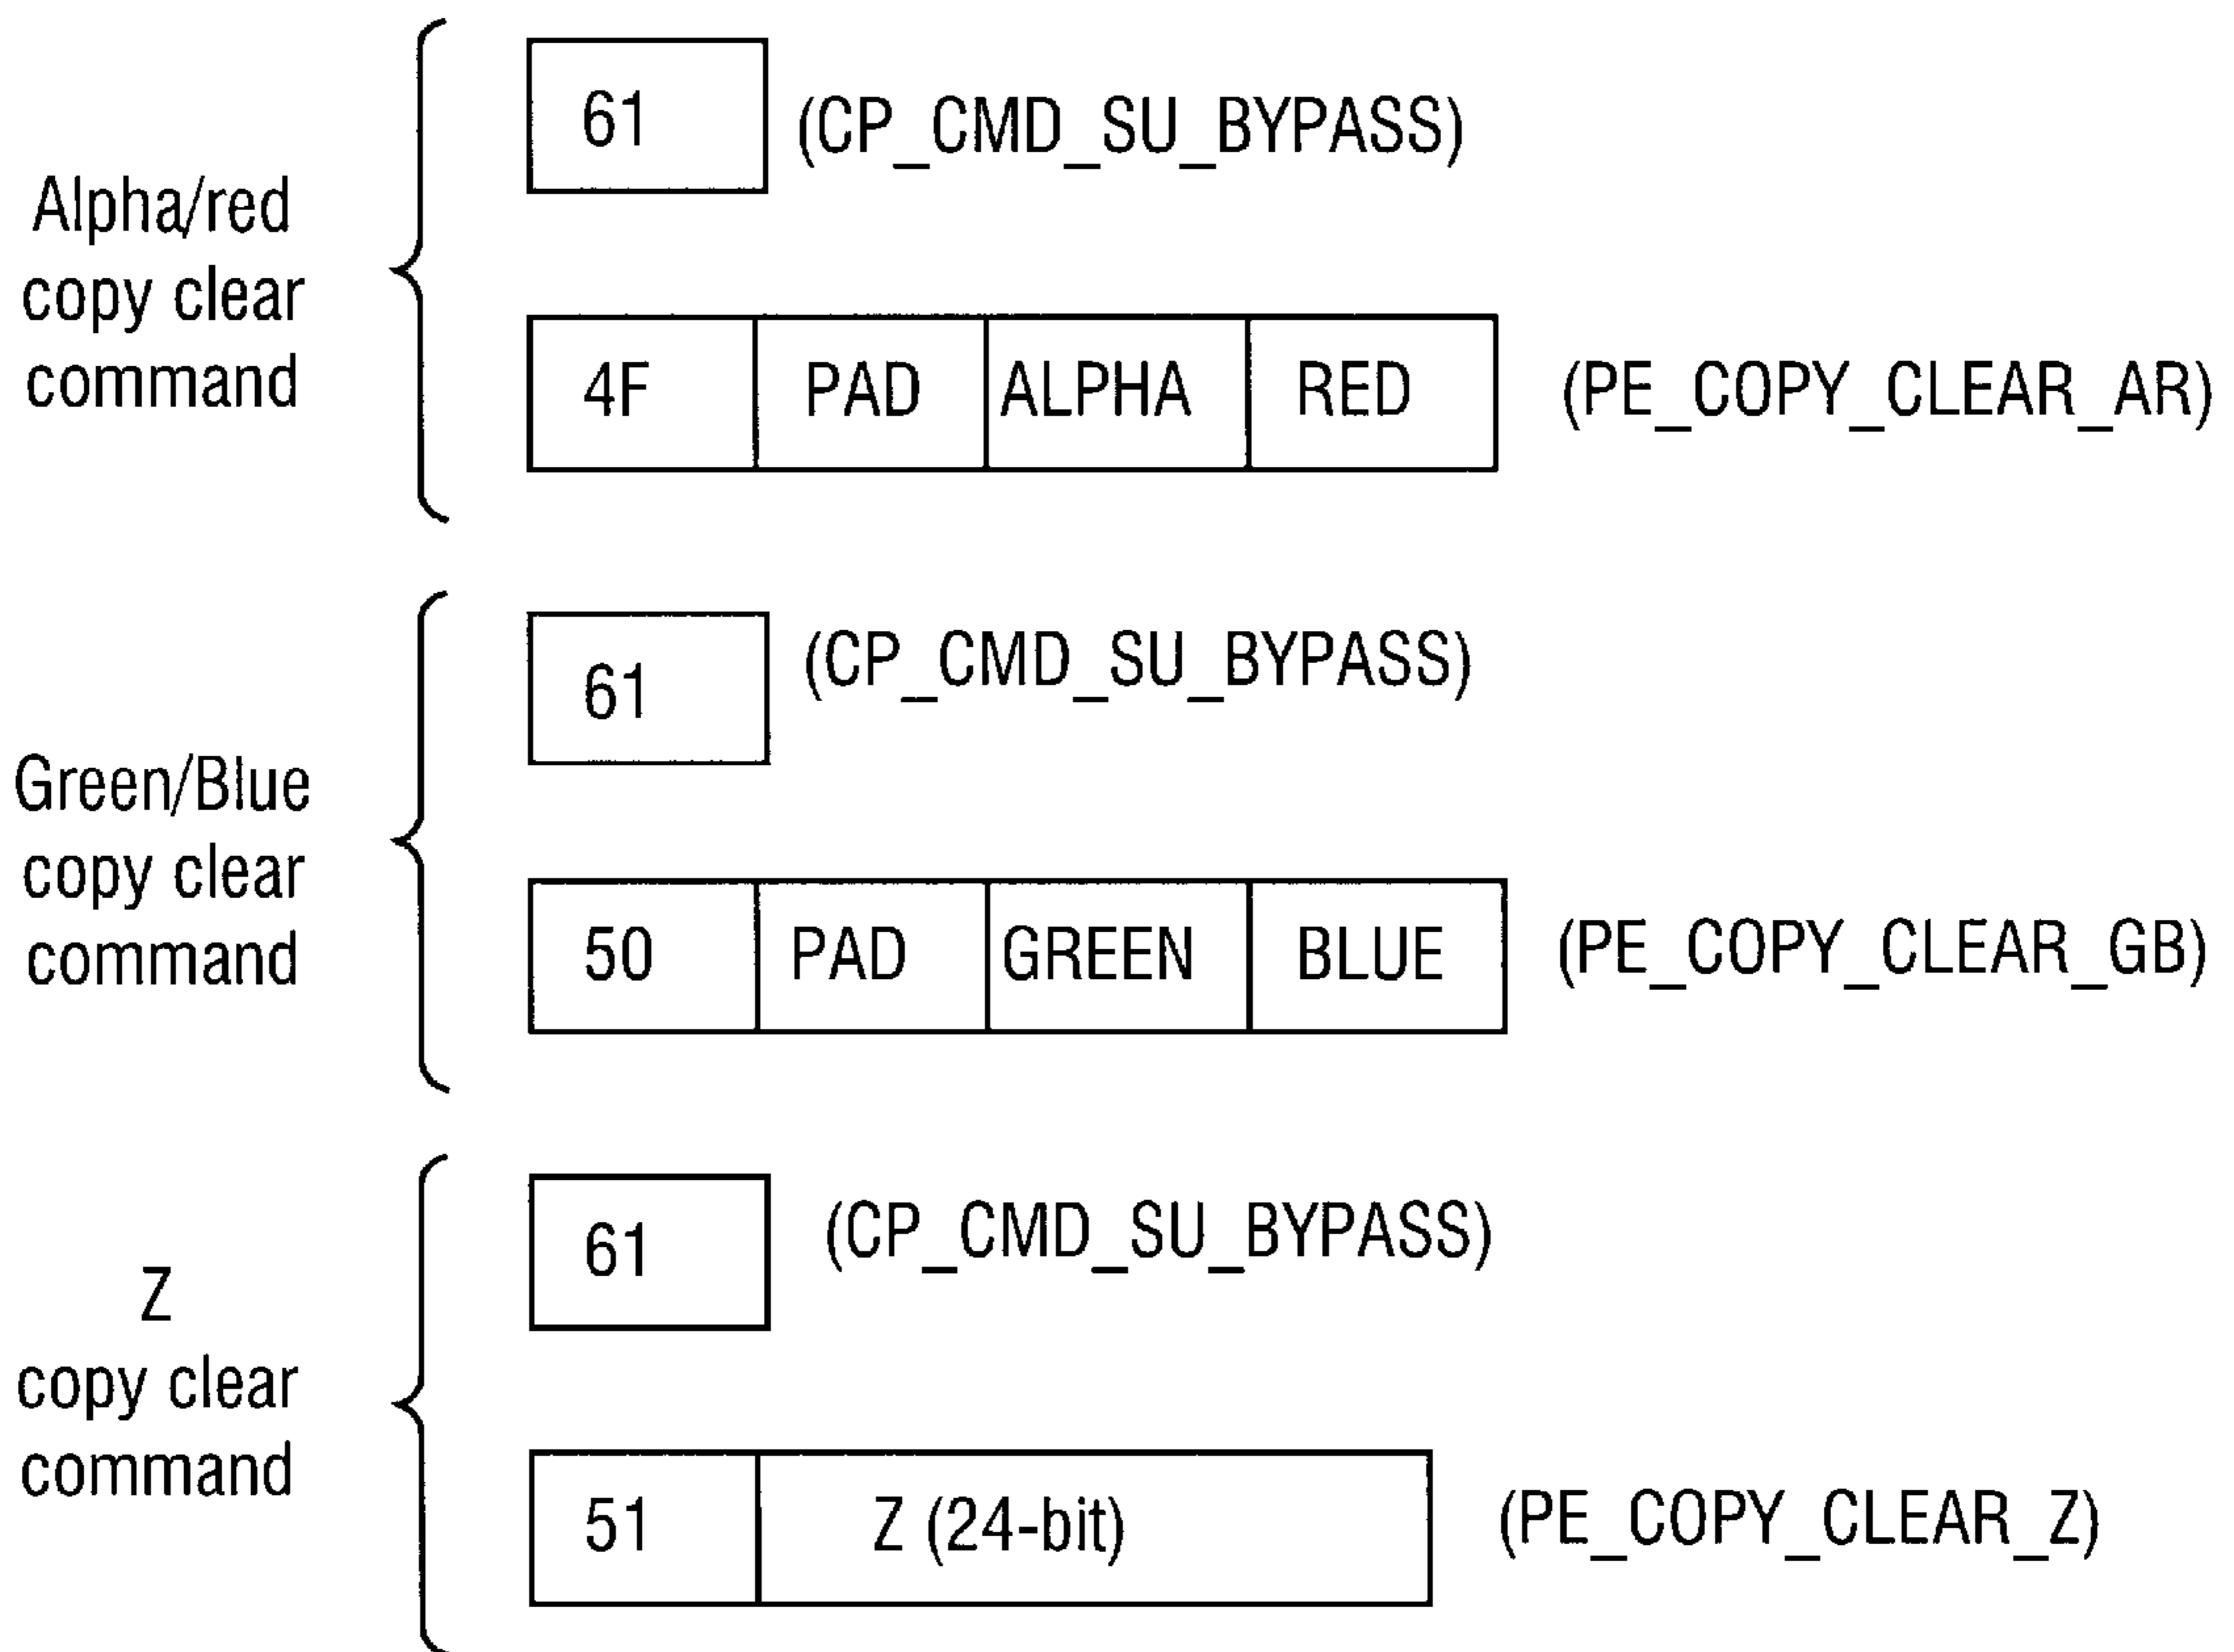 61 (CP_CMD_SU_BYPASS)
Alpha/red
copy clear
command
4F PAD ALPHA RED (PE_COPY_CLEAR_AR)
61 (CP_CMD_SU_BYPASS)
Green/Blue
copy clear
command
50 PAD GREEN BLUE (PE_COPY_CLEAR_GB)
61 (CP_CMD_SU_BYPASS)
Z
copy clear
command
51 Z (24-bit) (PE_COPY_CLEAR_Z)